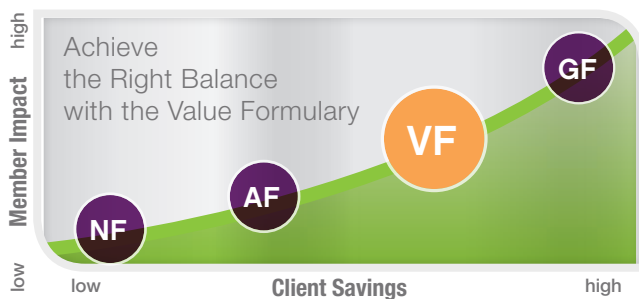 high
Member Impact
low
Achieve
the Right Balance
with the Value Formulary
NF
AF
VF
GF
low
Client Savings
high